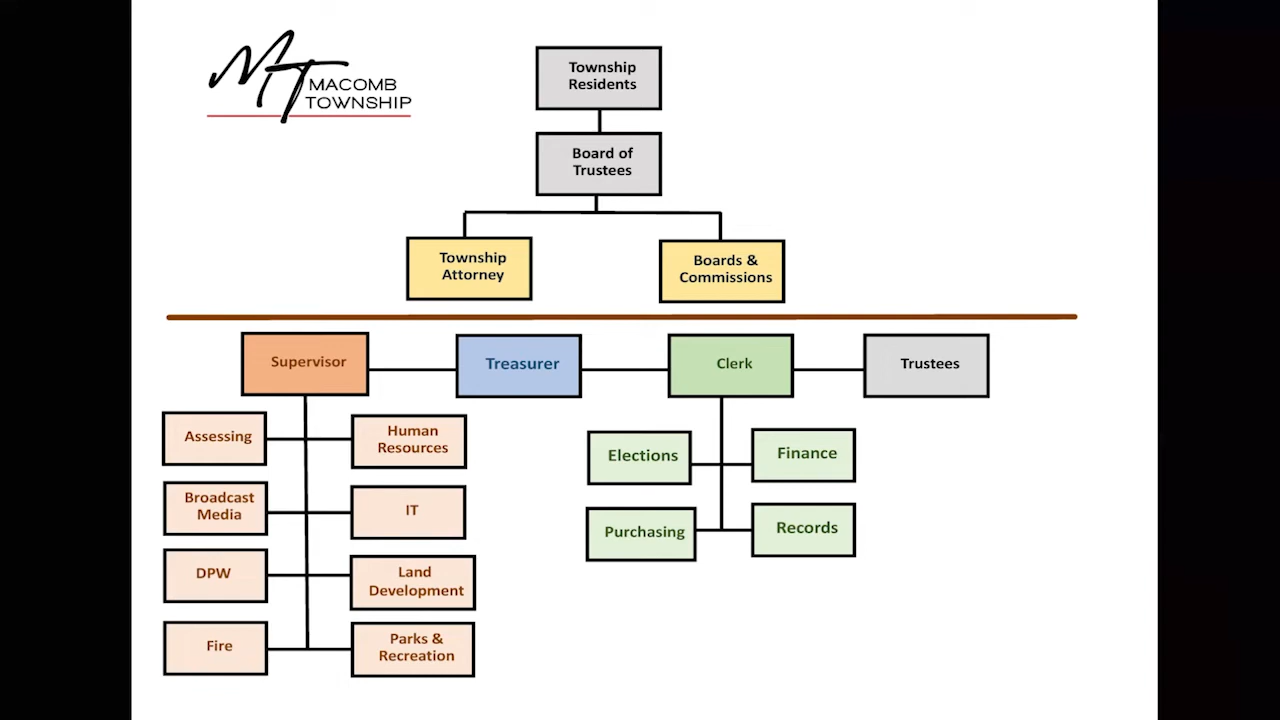 MT
MACOMB
TOWNSHIP
Township
Residents
Board of
Trustees
Township
Attorney
Boards &
Commissions
Supervisor
Treasurer
Clerk
Trustees
Assessing
Human
Resources
Broadcast
Media
IT
DPW
Land
Development
Fire
Parks &
Recreation
Elections
Finance
Purchasing
Records